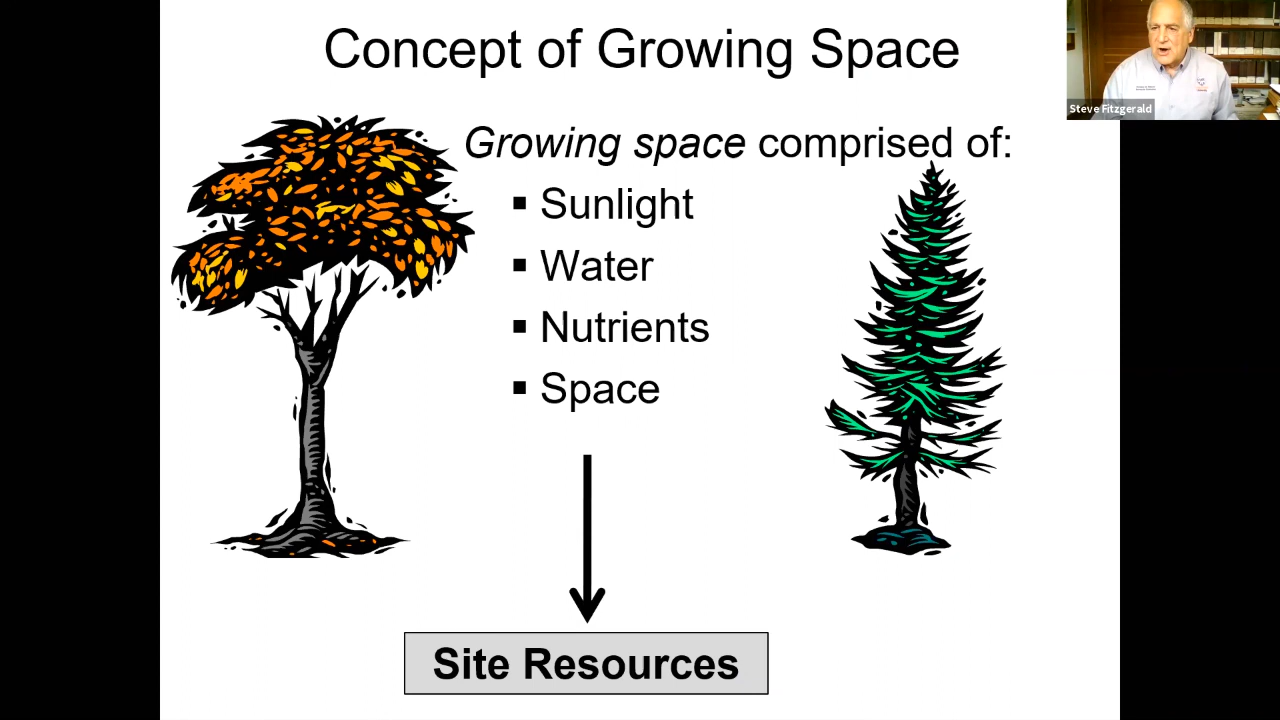 Concept of Growing Space
Steve Fitzgerald
Growing space comprised of:
▪ Sunlight
▪ Water
▪ Nutrients
▪ Space
Site Resources